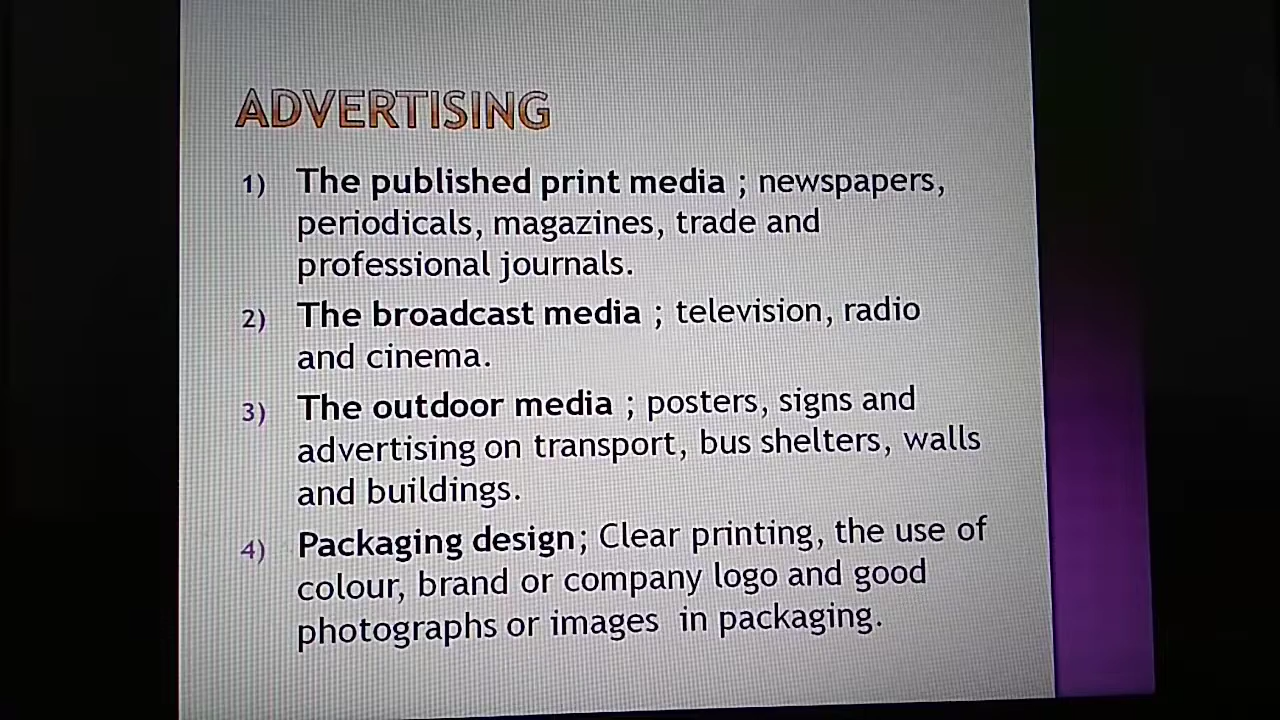 ADVERTISING
1) The published print media ; newspapers,
periodicals, magazines, trade and
professional journals.
2) The broadcast media ; television, radio
and cinema.
3) The outdoor media ; posters, signs and
advertising on transport, bus shelters, walls
and buildings.
4) Packaging design; Clear printing, the use of
colour, brand or company logo and good
photographs or images in packaging.